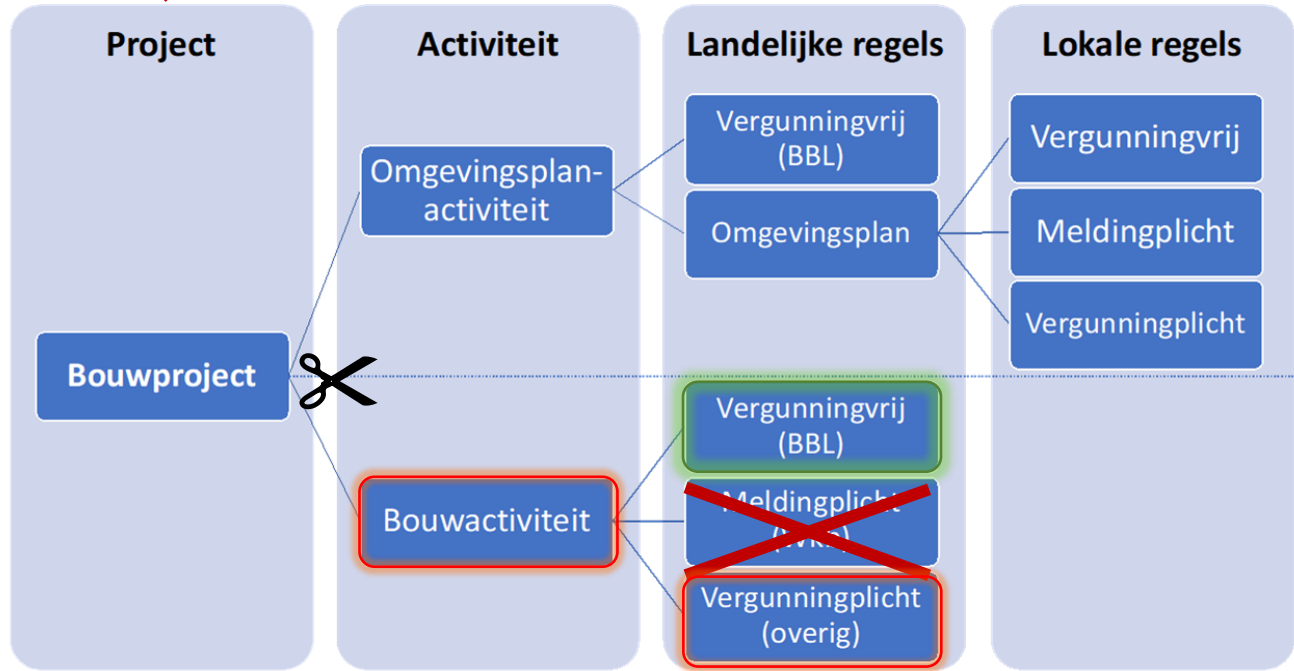 Project
Activiteit
Landelijke regels
Lokale regels
Bouwproject
Omgevingsplan-
activiteit
Bouwactiviteit
Vergunningvrij
(BBL)
Omgevingsplan
Vergunningvrij
(BBL)
Meldingplicht
Vergunningplicht
(overig)
Vergunningvrij
Meldingplicht
Vergunningplicht